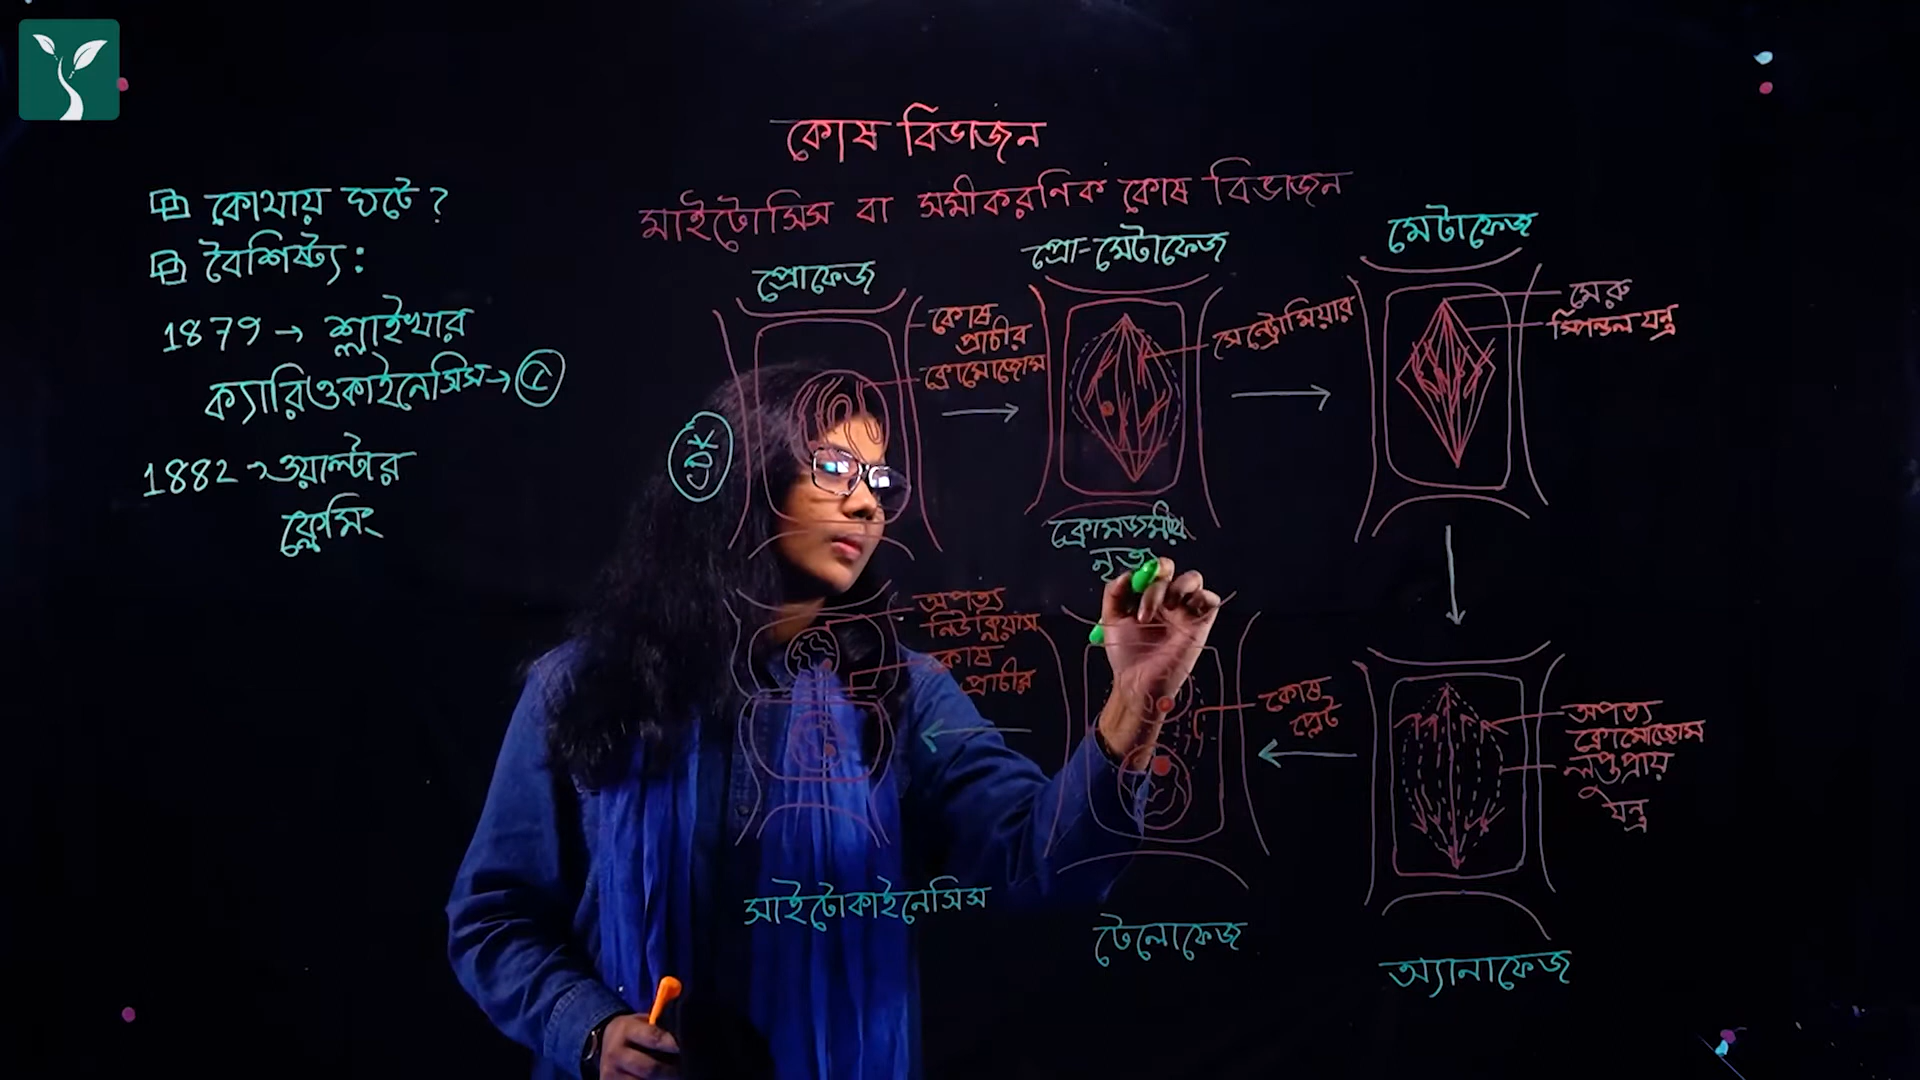 কোষ বিভাজন
মাইটোসিস বা সমীকরণিক কোষ বিভাজন
কোথায় ঘটে?
বৈশিষ্ট্য:
1879 → শ্লাইখার
ক্যারিওকাইনেসিস →
1882 → ওয়াল্টার
ফ্লেমিং
প্রোফেজ
কোষ
প্রাচীর
ক্রোমোজোম
প্রো-মেটাফেজ
সেন্ট্রোমিয়ার
ক্রোমজমীয়
নৃত্য
মেটাফেজ
মেরু
স্পিন্ডল যন্ত্র
অপত্য
নিউক্লিয়াস
কোষ
প্রাচীর
সাইটোকাইনেসিস
কোষ
প্লেট
টেলোফেজ
অপত্য
ক্রোমোজোম
লুপ্তপ্রায়
যন্ত্র
অ্যানাফেজ